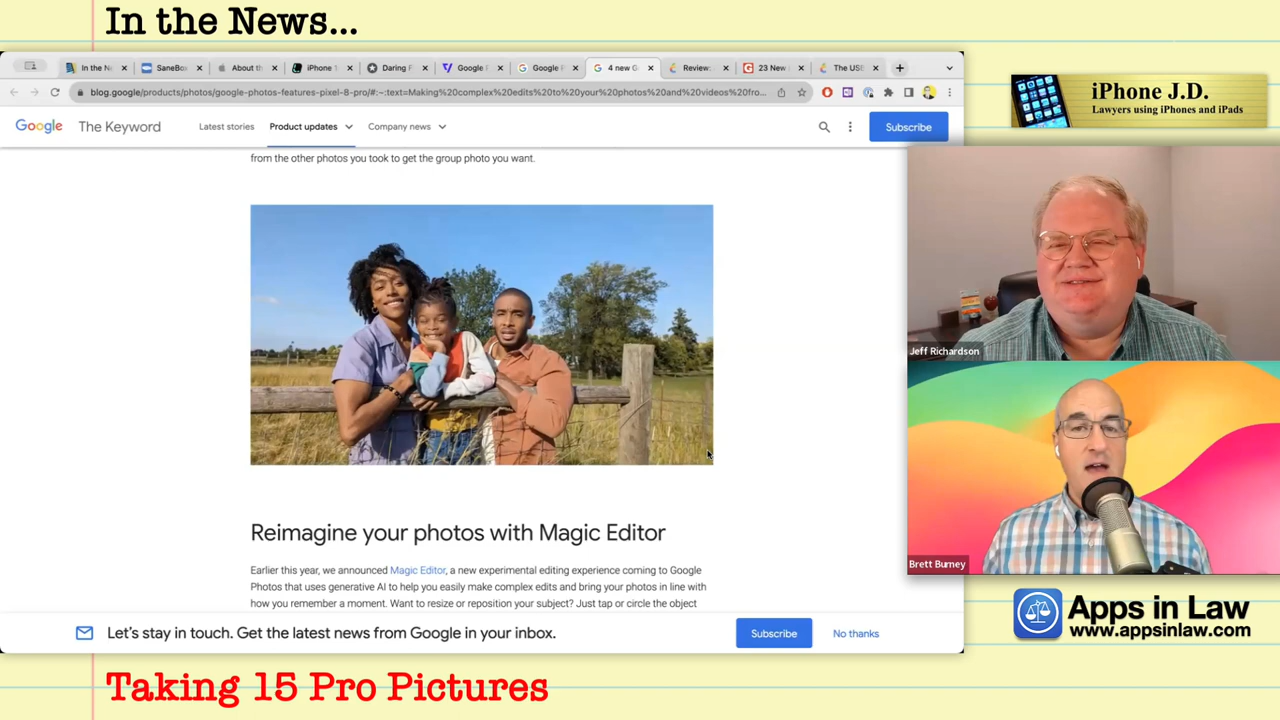 In the News...
In the N
SaneBox
About th
iPhone 1
Daring F
Google P
Google P
4 new G
Review:
23 New
The USB
blog.google/products/photos/google-photos-features-pixel-8-pro/#:~:text=Making%20complex%20edits%20to%20your%20photos%20and%20videos%20fro...
Google The Keyword
Latest stories
Product updates
Company news
Subscribe
from the other photos you took to get the group photo you want.
Reimagine your photos with Magic Editor
Earlier this year, we announced Magic Editor, a new experimental editing experience coming to Google
Photos that uses generative AI to help you easily make complex edits and bring your photos in line with
how you remember a moment. Want to resize or reposition your subject? Just tap or circle the object
Let's stay in touch. Get the latest news from Google in your inbox.
Subscribe
No thanks
iPhone J.D.
Lawyers using iPhones and iPads
Jeff Richardson
Brett Burney
Apps in Law
www.appsinlaw.com
Taking 15 Pro Pictures